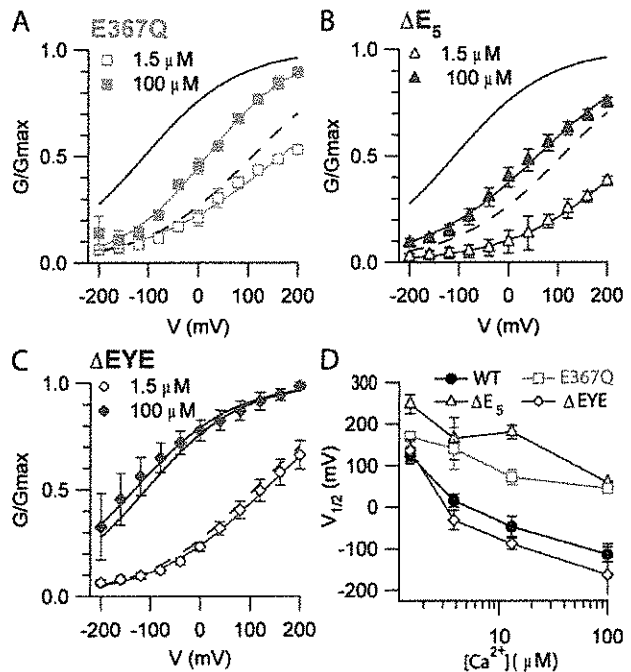 A E367Q
1.0
0.5
0.0
G/Gmax
1.5 μM
100 μM
-200 -100 0 100 200
V (mV)
B ΔE5
1.0
0.5
0.0
G/Gmax
1.5 μM
100 μM
-200 -100 0 100 200
V (mV)
C ΔEYE
1.0
0.5
0.0
G/Gmax
1.5 μM
100 μM
-200 -100 0 100 200
V (mV)
D
WT E367Q
ΔE5 ΔEYE
300
200
100
0
-100
-200
V1/2 (mV)
10 100
[Ca2+] (μM)